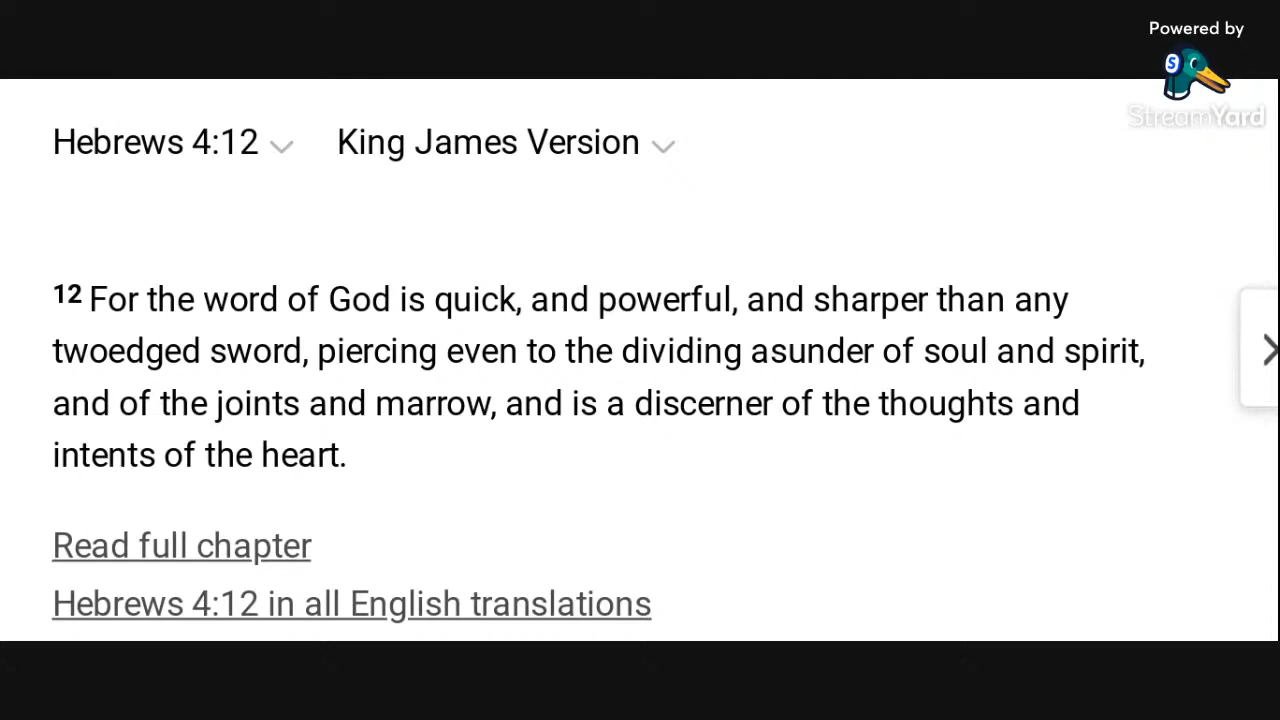 Powered by
S
StreamYard
Hebrews 4:12 King James Version
12 For the word of God is quick, and powerful, and sharper than any
twoedged sword, piercing even to the dividing asunder of soul and spirit,
and of the joints and marrow, and is a discerner of the thoughts and
intents of the heart.
Read full chapter
Hebrews 4:12 in all English translations